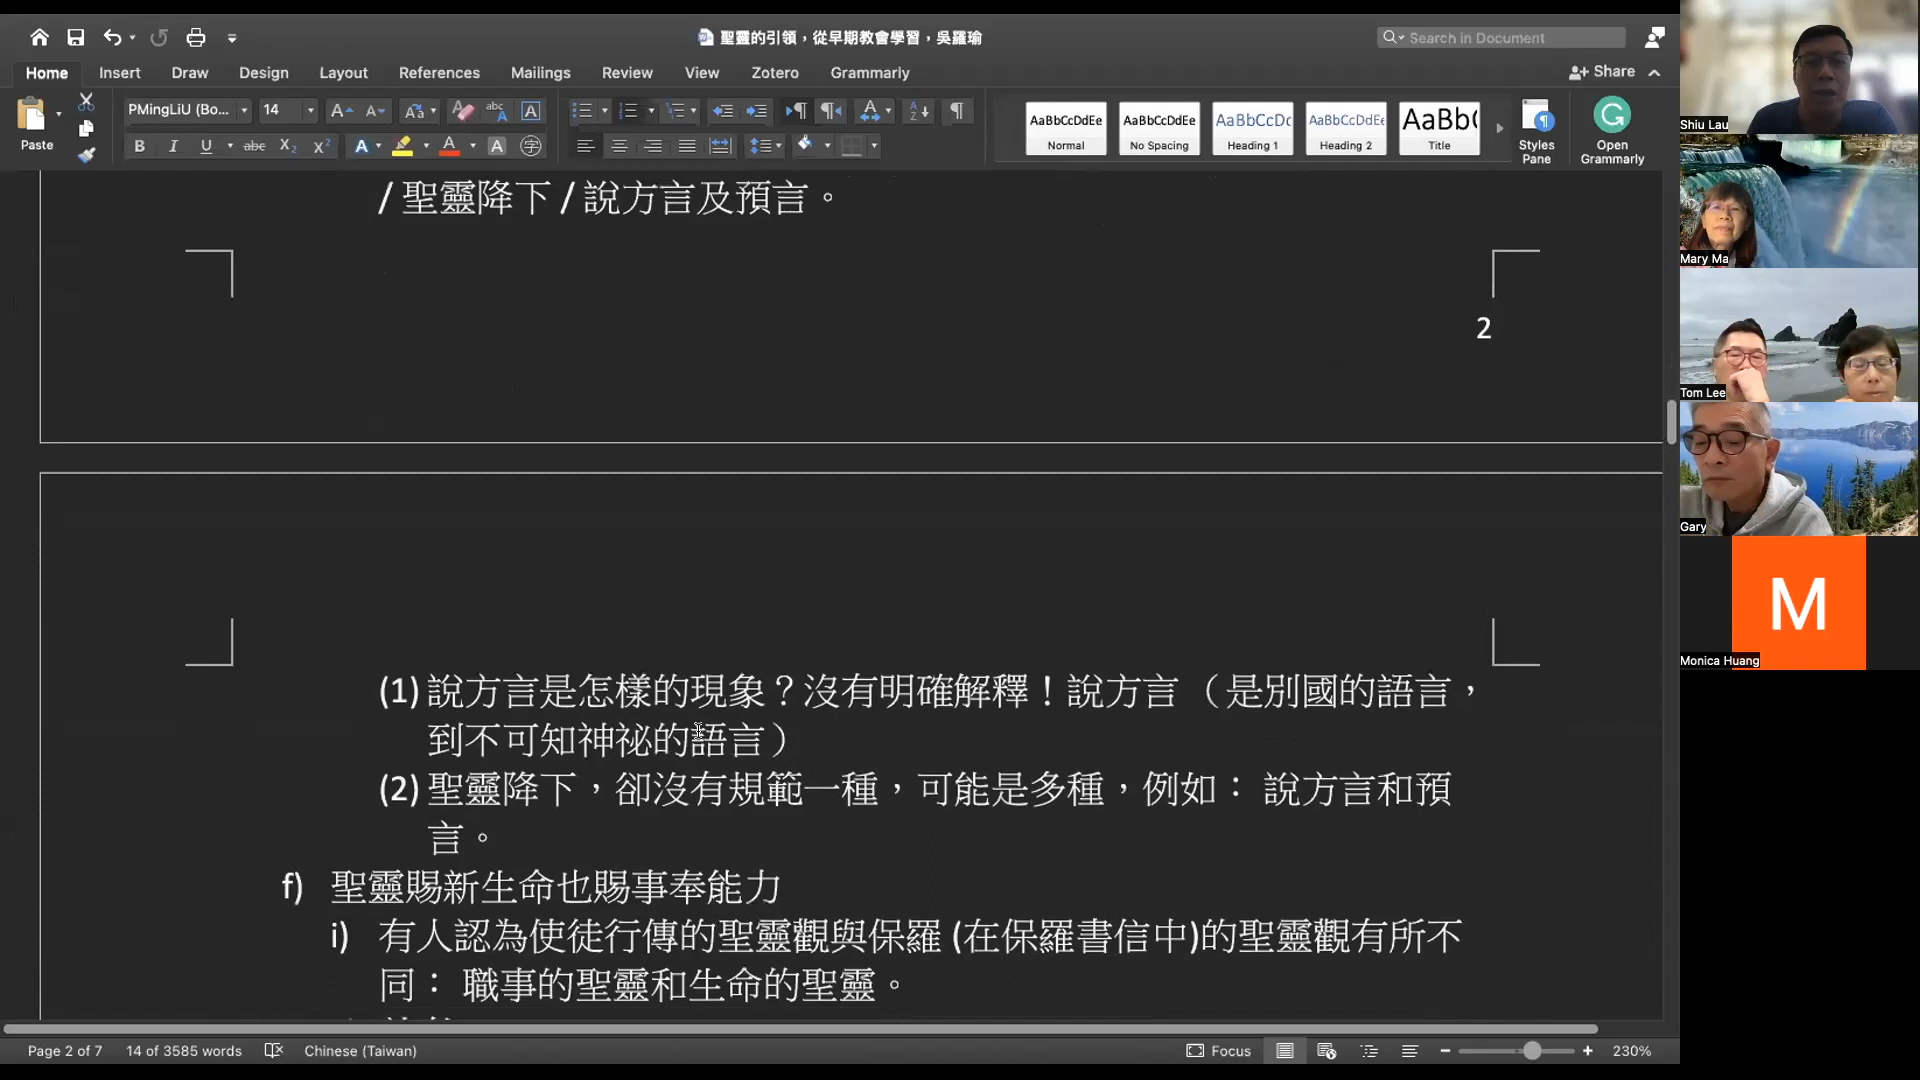 聖靈的引領，從早期教會學習，吳羅瑜
Search in Document
Home Insert Draw Design Layout References Mailings Review View Zotero Grammarly
Share
PMingLiU (Bo... 14
Paste
AaBbCcDdEe AaBbCcDdEe AaBbCcDc AaBbCcDdEe AaBb(
Normal No Spacing Heading 1 Heading 2 Title
Styles Pane
Open Grammarly
/ 聖靈降下 / 說方言及預言。
2
(1) 說方言是怎樣的現象？沒有明確解釋！說方言 （是別國的語言，
到不可知神祕的語言）
(2) 聖靈降下，卻沒有規範一種，可能是多種，例如： 說方言和預
言。
f) 聖靈賜新生命也賜事奉能力
i) 有人認為使徒行傳的聖靈觀與保羅 (在保羅書信中)的聖靈觀有所不
同： 職事的聖靈和生命的聖靈。
Page 2 of 7 14 of 3585 words Chinese (Taiwan) Focus 230%
Shiu Lau
Mary Ma
Tom Lee
Gary
M
Monica Huang